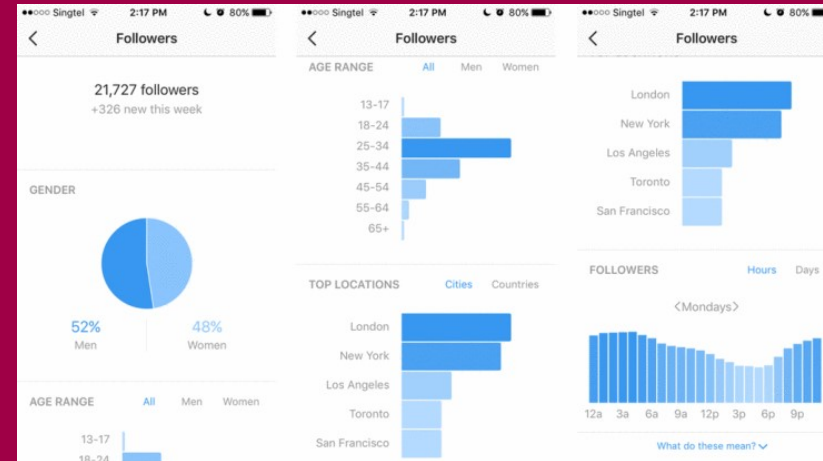 ●●○○○ Singtel 2:17 PM 80%
Followers
21,727 followers
+326 new this week
GENDER
52%
Men
48%
Women
AGE RANGE All Men Women
13-17
18-24
●●○○○ Singtel 2:17 PM 80%
Followers
AGE RANGE All Men Women
13-17
18-24
25-34
35-44
45-54
55-64
65+
TOP LOCATIONS Cities Countries
London
New York
Los Angeles
Toronto
San Francisco
●●○○○ Singtel 2:17 PM 80%
Followers
London
New York
Los Angeles
Toronto
San Francisco
FOLLOWERS Hours Days
<Mondays>
12a 3a 6a 9a 12p 3p 6p 9p
What do these mean?